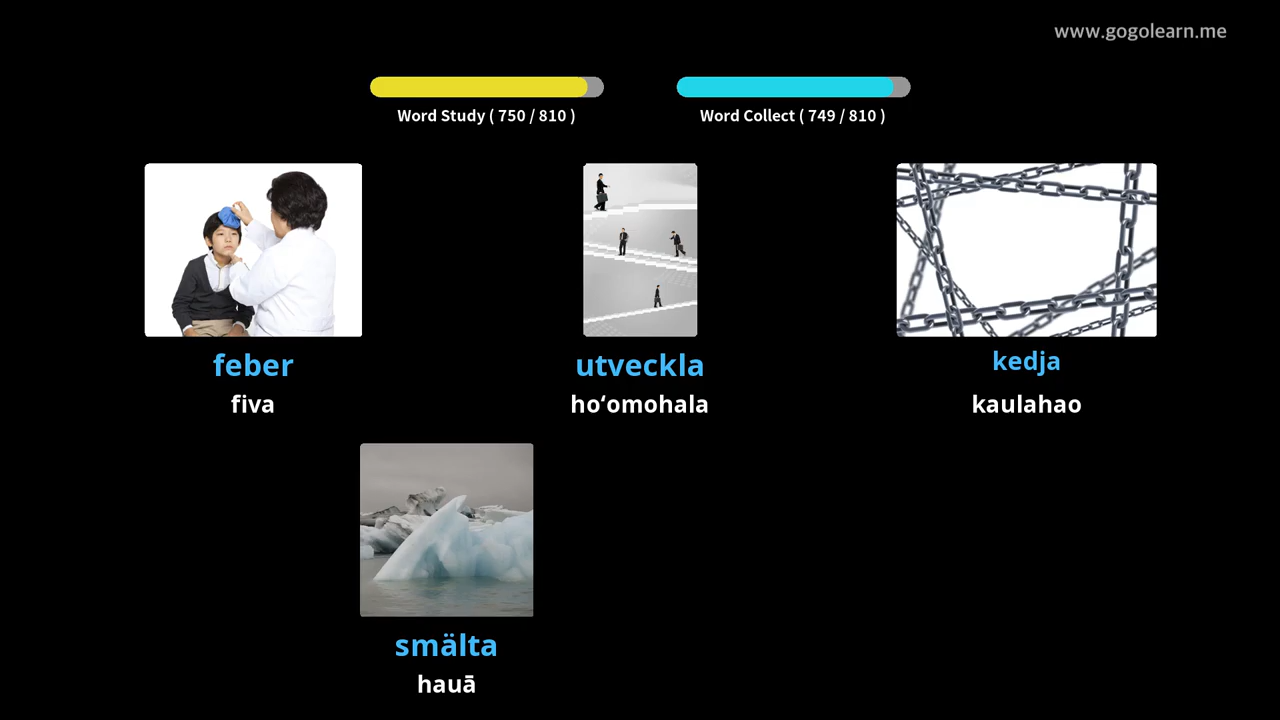 www.gogolearn.me
Word Study ( 750 / 810 )
Word Collect ( 749 / 810 )
feber
utveckla
kedja
fiva
hoʻomohala
kaulahao
smälta
hauā